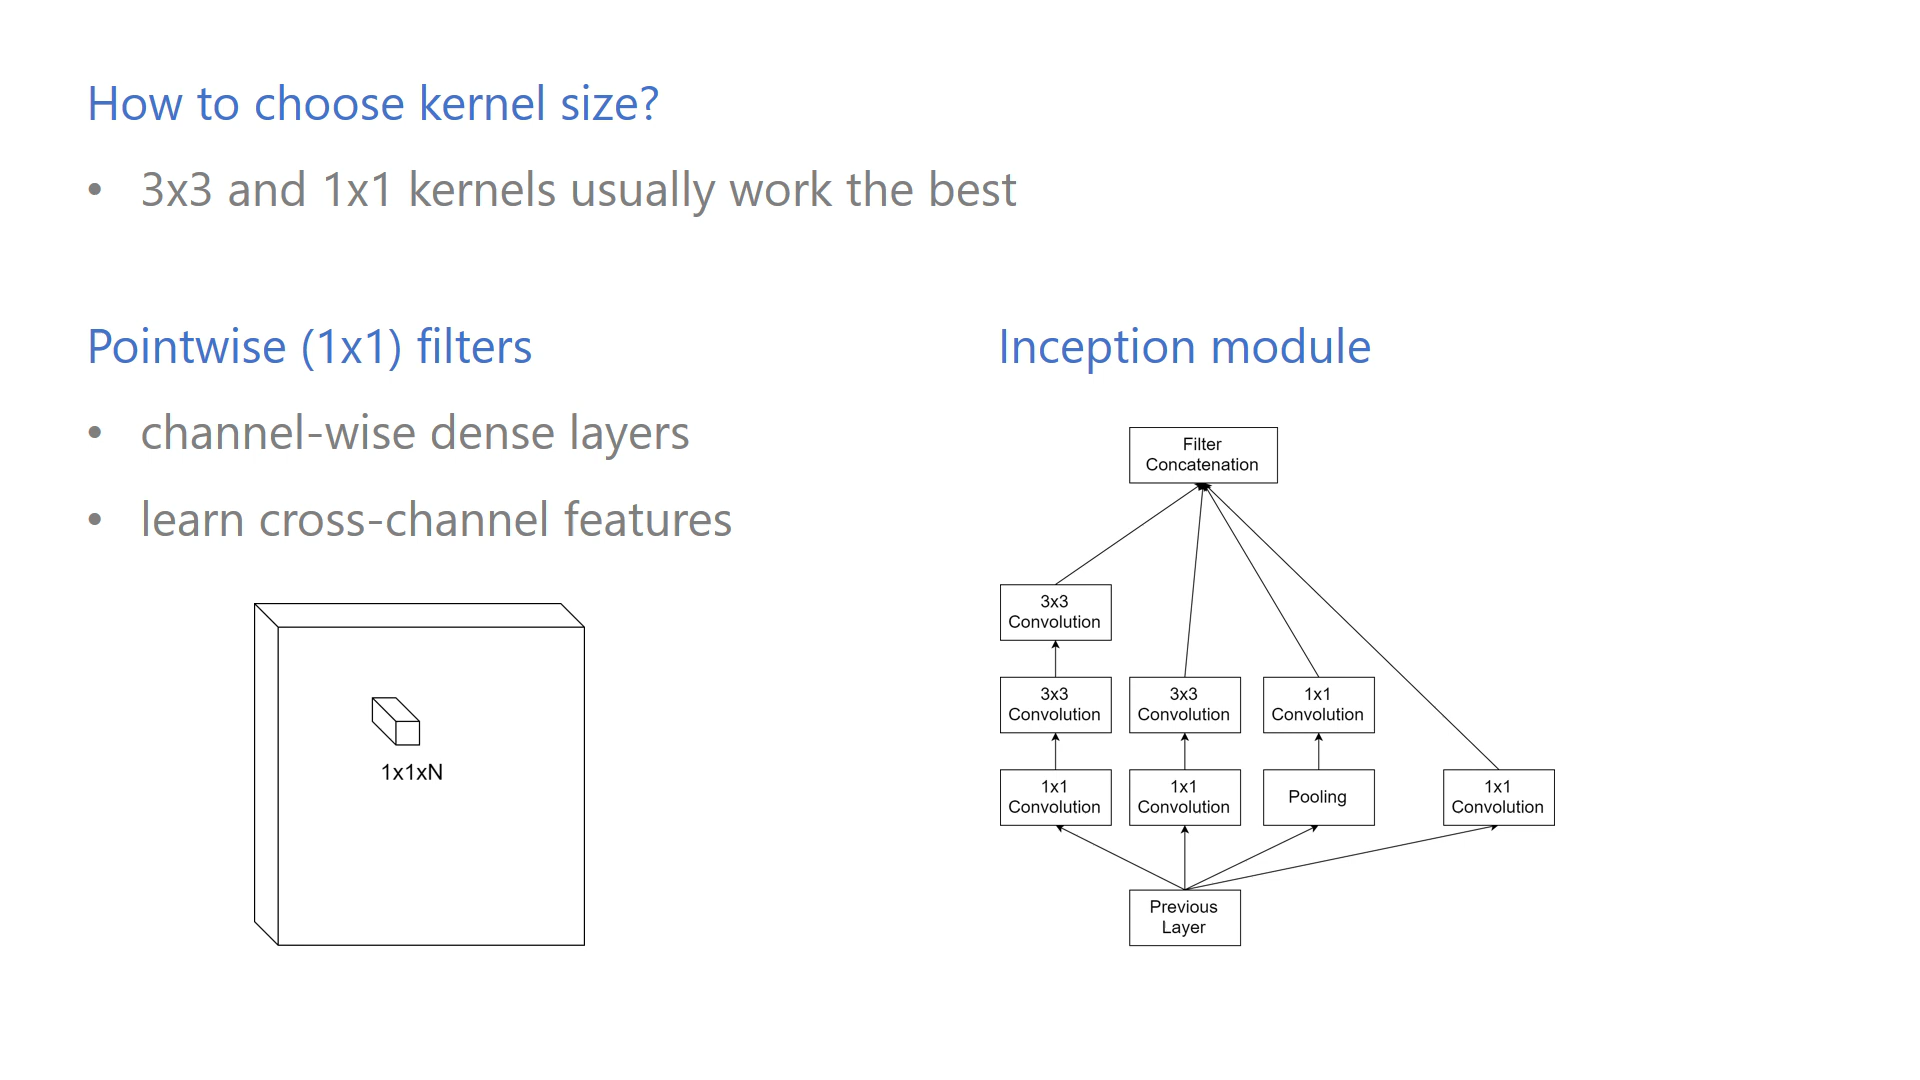 How to choose kernel size?
• 3x3 and 1x1 kernels usually work the best
Pointwise (1x1) filters
• channel-wise dense layers
• learn cross-channel features
1x1xN
Inception module
Filter
Concatenation
3x3
Convolution
3x3
Convolution
3x3
Convolution
1x1
Convolution
1x1
Convolution
1x1
Convolution
Pooling
1x1
Convolution
Previous
Layer